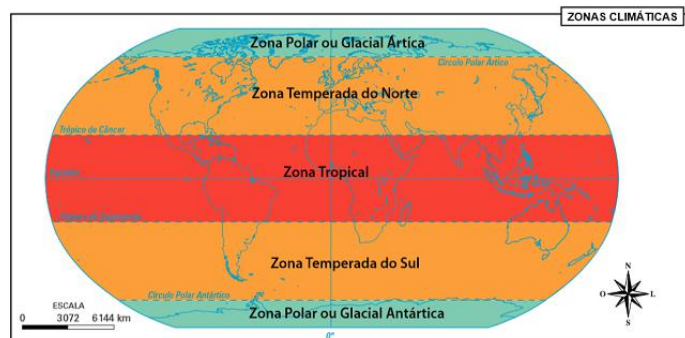 ZONAS CLIMÁTICAS
Zona Polar ou Glacial Ártica
Círculo Polar Ártico
Zona Temperada do Norte
Trópico de Câncer
Zona Tropical
Equador
Trópico de Capricórnio
Zona Temperada do Sul
Círculo Polar Antártico
Zona Polar ou Glacial Antártica
ESCALA
0 3072 6144 km
0°
N
O L
S